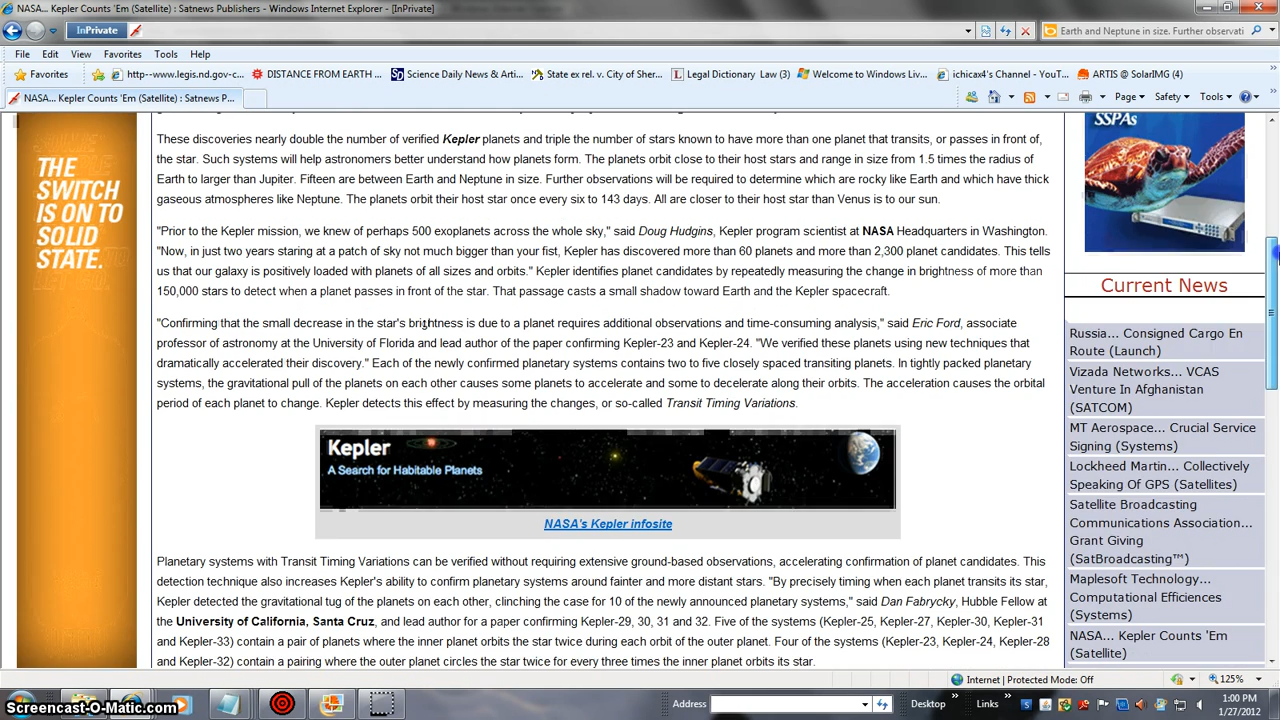 NASA... Kepler Counts 'Em (Satellite) : Satnews Publishers - Windows Internet Explorer - [InPrivate]
InPrivate
Earth and Neptune in size. Further observati
File Edit View Favorites Tools Help
Favorites http--www.legis.nd.gov-c... DISTANCE FROM EARTH ... Science Daily News & Arti... State ex rel. v. City of Sher... Legal Dictionary Law (3) Welcome to Windows Liv... ichicax4's Channel - YouT... ARTIS @ SolarIMG (4)
NASA... Kepler Counts 'Em (Satellite) : Satnews P... Page Safety Tools
THE
SWITCH
IS ON TO
SOLID
STATE.
These discoveries nearly double the number of verified Kepler planets and triple the number of stars known to have more than one planet that transits, or passes in front of,
the star. Such systems will help astronomers better understand how planets form. The planets orbit close to their host stars and range in size from 1.5 times the radius of
Earth to larger than Jupiter. Fifteen are between Earth and Neptune in size. Further observations will be required to determine which are rocky like Earth and which have thick
gaseous atmospheres like Neptune. The planets orbit their host star once every six to 143 days. All are closer to their host star than Venus is to our sun.
"Prior to the Kepler mission, we knew of perhaps 500 exoplanets across the whole sky," said Doug Hudgins, Kepler program scientist at NASA Headquarters in Washington.
"Now, in just two years staring at a patch of sky not much bigger than your fist, Kepler has discovered more than 60 planets and more than 2,300 planet candidates. This tells
us that our galaxy is positively loaded with planets of all sizes and orbits." Kepler identifies planet candidates by repeatedly measuring the change in brightness of more than
150,000 stars to detect when a planet passes in front of the star. That passage casts a small shadow toward Earth and the Kepler spacecraft.
"Confirming that the small decrease in the star's brightness is due to a planet requires additional observations and time-consuming analysis," said Eric Ford, associate
professor of astronomy at the University of Florida and lead author of the paper confirming Kepler-23 and Kepler-24. "We verified these planets using new techniques that
dramatically accelerated their discovery." Each of the newly confirmed planetary systems contains two to five closely spaced transiting planets. In tightly packed planetary
systems, the gravitational pull of the planets on each other causes some planets to accelerate and some to decelerate along their orbits. The acceleration causes the orbital
period of each planet to change. Kepler detects this effect by measuring the changes, or so-called Transit Timing Variations.
Kepler
A Search for Habitable Planets
NASA's Kepler infosite
Planetary systems with Transit Timing Variations can be verified without requiring extensive ground-based observations, accelerating confirmation of planet candidates. This
detection technique also increases Kepler's ability to confirm planetary systems around fainter and more distant stars. "By precisely timing when each planet transits its star,
Kepler detected the gravitational tug of the planets on each other, clinching the case for 10 of the newly announced planetary systems," said Dan Fabrycky, Hubble Fellow at
the University of California, Santa Cruz, and lead author for a paper confirming Kepler-29, 30, 31 and 32. Five of the systems (Kepler-25, Kepler-27, Kepler-30, Kepler-31
and Kepler-33) contain a pair of planets where the inner planet orbits the star twice during each orbit of the outer planet. Four of the systems (Kepler-23, Kepler-24, Kepler-28
and Kepler-32) contain a pairing where the outer planet circles the star twice for every three times the inner planet orbits its star.
SSPAs
Current News
Russia... Consigned Cargo En
Route (Launch)
Vizada Networks... VCAS
Venture In Afghanistan
(SATCOM)
MT Aerospace... Crucial Service
Signing (Systems)
Lockheed Martin... Collectively
Speaking Of GPS (Satellites)
Satellite Broadcasting
Communications Association...
Grant Giving
(SatBroadcasting™)
Maplesoft Technology...
Computational Efficiences
(Systems)
NASA... Kepler Counts 'Em
(Satellite)
Internet | Protected Mode: Off 125%
Address Desktop Links 1:00 PM
1/27/2012
Screencast-O-Matic.com